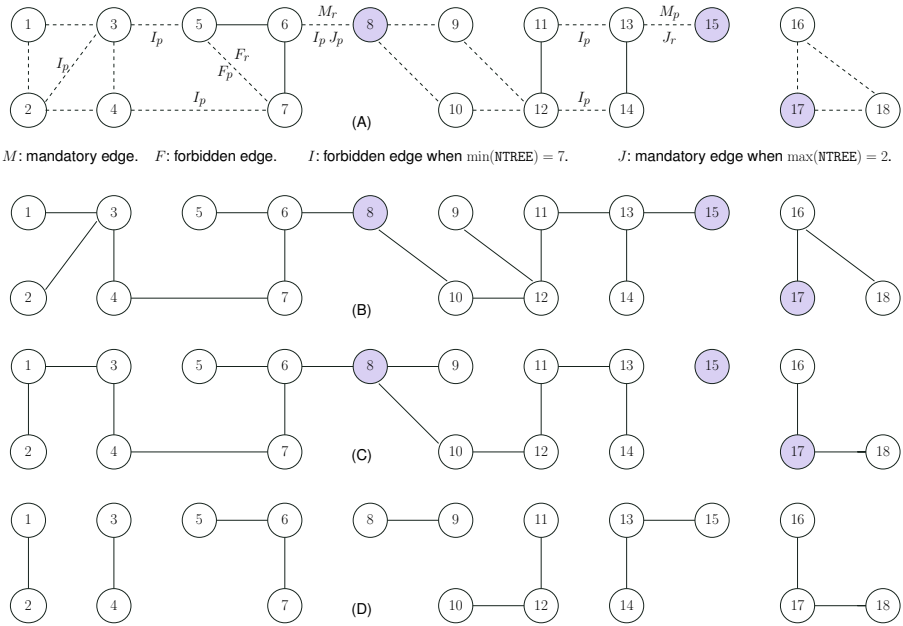 1 3 5 6 8 9 11 13 15 16
I_p M_r I_p J_p I_p M_p J_r
I_p F_r F_p
I_p I_p
2 4 7 10 12 14 17 18
(A)
M: mandatory edge. F: forbidden edge. I: forbidden edge when min(NTREE) = 7. J: mandatory edge when max(NTREE) = 2.
1 3 5 6 8 9 11 13 15 16
2 4 7 10 12 14 17 18
(B)
1 3 5 6 8 9 11 13 15 16
2 4 7 10 12 14 17 18
(C)
1 3 5 6 8 9 11 13 15 16
2 4 7 10 12 14 17 18
(D)